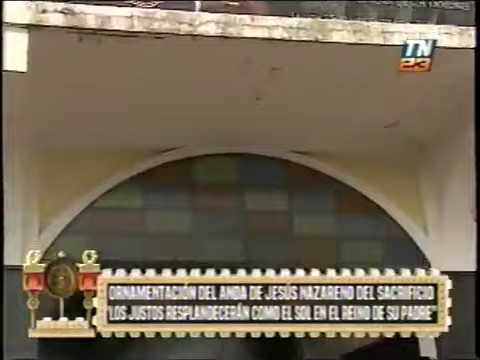 TN
23
ORNAMENTACIÓN DEL ANDA DE JESÚS NAZARENO DEL SACRIFICIO
"LOS JUSTOS RESPLANDECERÁN COMO EL SOL EN EL REINO DE SU PADRE"